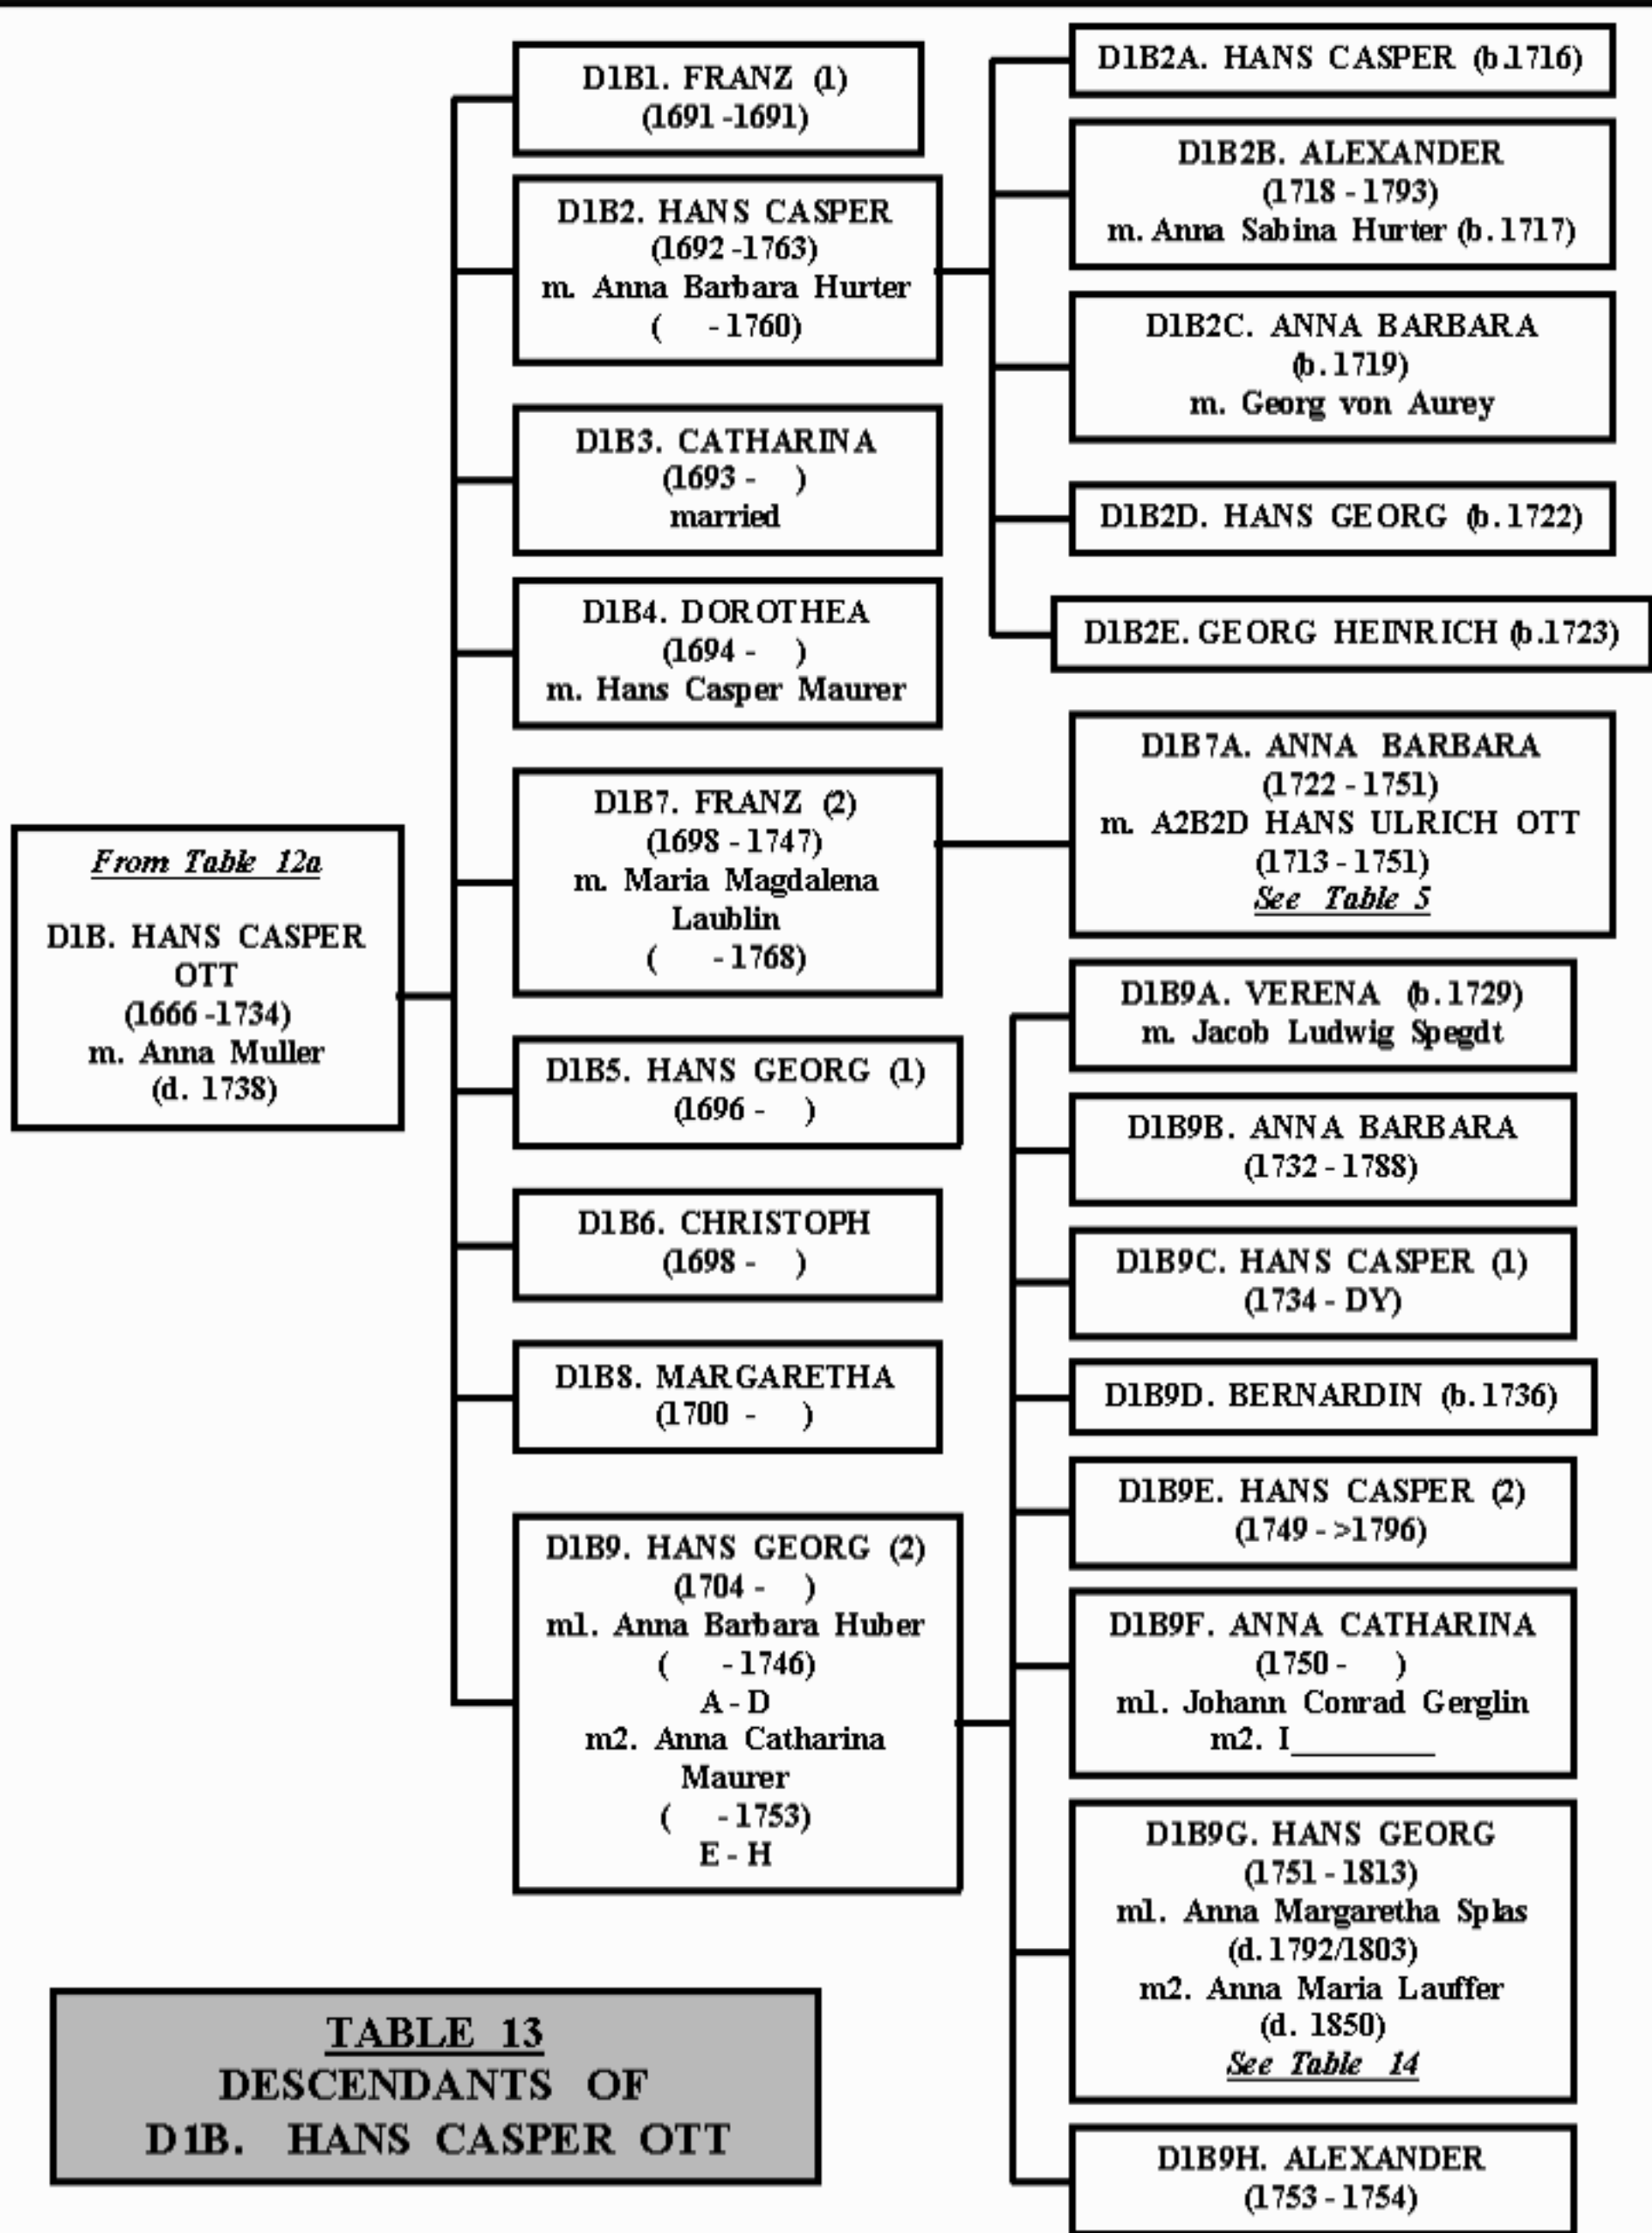 From Table 12a
D1B. HANS CASPER
OTT
(1666 -1734)
m. Anna Muller
(d. 1738)
D1B1. FRANZ (1)
(1691 -1691)
D1B2. HANS CASPER
(1692 -1763)
m. Anna Barbara Hurter
( - 1760)
D1B3. CATHARINA
(1693 - )
married
D1B4. DOROTHEA
(1694 - )
m. Hans Casper Maurer
D1B7. FRANZ (2)
(1698 - 1747)
m. Maria Magdalena
Laublin
( - 1768)
D1B5. HANS GEORG (1)
(1696 - )
D1B6. CHRISTOPH
(1698 - )
D1B8. MARGARETHA
(1700 - )
D1B9. HANS GEORG (2)
(1704 - )
m1. Anna Barbara Huber
( - 1746)
A - D
m2. Anna Catharina
Maurer
( - 1753)
E - H
D1B2A. HANS CASPER (b.1716)
D1B2B. ALEXANDER
(1718 - 1793)
m. Anna Sabina Hurter (b. 1717)
D1B2C. ANNA BARBARA
(b. 1719)
m. Georg von Aurey
D1B2D. HANS GEORG (b. 1722)
D1B2E. GEORG HEINRICH (b.1723)
D1B7A. ANNA BARBARA
(1722 - 1751)
m. A2B2D HANS ULRICH OTT
(1713 - 1751)
See Table 5
D1B9A. VERENA (b. 1729)
m. Jacob Ludwig Spegdt
D1B9B. ANNA BARBARA
(1732 - 1788)
D1B9C. HANS CASPER (1)
(1734 - DY)
D1B9D. BERNARDIN (b. 1736)
D1B9E. HANS CASPER (2)
(1749 - >1796)
D1B9F. ANNA CATHARINA
(1750 - )
m1. Johann Conrad Gerglin
m2. I________
D1B9G. HANS GEORG
(1751 - 1813)
m1. Anna Margaretha Splas
(d. 1792/1803)
m2. Anna Maria Lauffer
(d. 1850)
See Table 14
D1B9H. ALEXANDER
(1753 - 1754)
TABLE 13
DESCENDANTS OF
D1B. HANS CASPER OTT